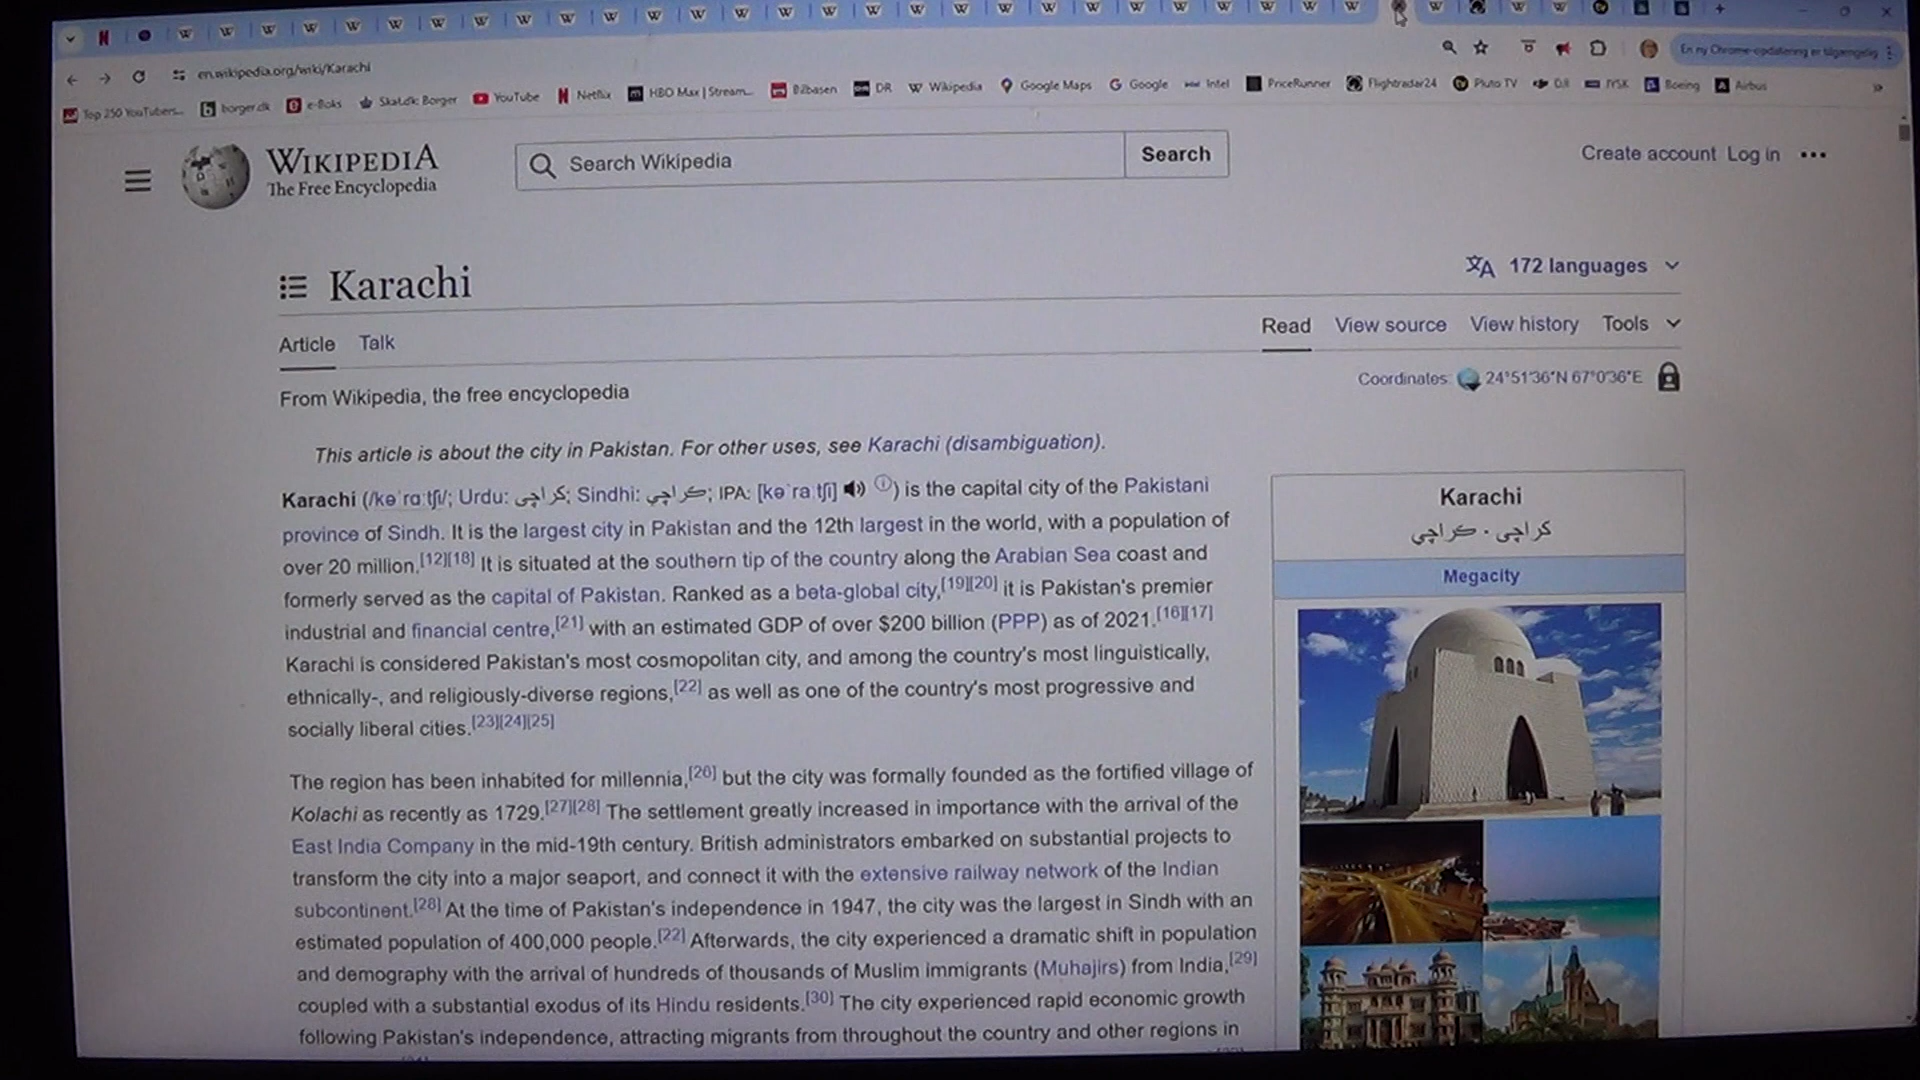 en.wikipedia.org/wiki/Karachi
En ny Chrome-opdatering er tilgængelig
Top 250 YouTubers...
borger.dk
e-Boks
Skat.dk: Borger
YouTube
Netflix
HBO Max | Stream...
Bilbasen
DR
Wikipedia
Google Maps
Google
Intel
PriceRunner
Flightradar24
Pluto TV
JYSK
Boeing
Airbus
WIKIPEDIA
The Free Encyclopedia
Search Wikipedia
Search
Create account Log in
Karachi
172 languages
Article Talk
Read View source View history Tools
From Wikipedia, the free encyclopedia
Coordinates: 24°51′36″N 67°0′36″E
This article is about the city in Pakistan. For other uses, see Karachi (disambiguation).
Karachi (/kəˈrɑːtʃi/; Urdu: کراچی; Sindhi: ڪراچي; IPA: [kəˈraːtʃi]) is the capital city of the Pakistani
province of Sindh. It is the largest city in Pakistan and the 12th largest in the world, with a population of
over 20 million.[12][18] It is situated at the southern tip of the country along the Arabian Sea coast and
formerly served as the capital of Pakistan. Ranked as a beta-global city,[19][20] it is Pakistan's premier
industrial and financial centre,[21] with an estimated GDP of over $200 billion (PPP) as of 2021.[16][17]
Karachi is considered Pakistan's most cosmopolitan city, and among the country's most linguistically,
ethnically-, and religiously-diverse regions,[22] as well as one of the country's most progressive and
socially liberal cities.[23][24][25]
The region has been inhabited for millennia,[26] but the city was formally founded as the fortified village of
Kolachi as recently as 1729.[27][28] The settlement greatly increased in importance with the arrival of the
East India Company in the mid-19th century. British administrators embarked on substantial projects to
transform the city into a major seaport, and connect it with the extensive railway network of the Indian
subcontinent.[28] At the time of Pakistan's independence in 1947, the city was the largest in Sindh with an
estimated population of 400,000 people.[22] Afterwards, the city experienced a dramatic shift in population
and demography with the arrival of hundreds of thousands of Muslim immigrants (Muhajirs) from India,[29]
coupled with a substantial exodus of its Hindu residents.[30] The city experienced rapid economic growth
following Pakistan's independence, attracting migrants from throughout the country and other regions in
Karachi
کراچی · ڪراچي
Megacity